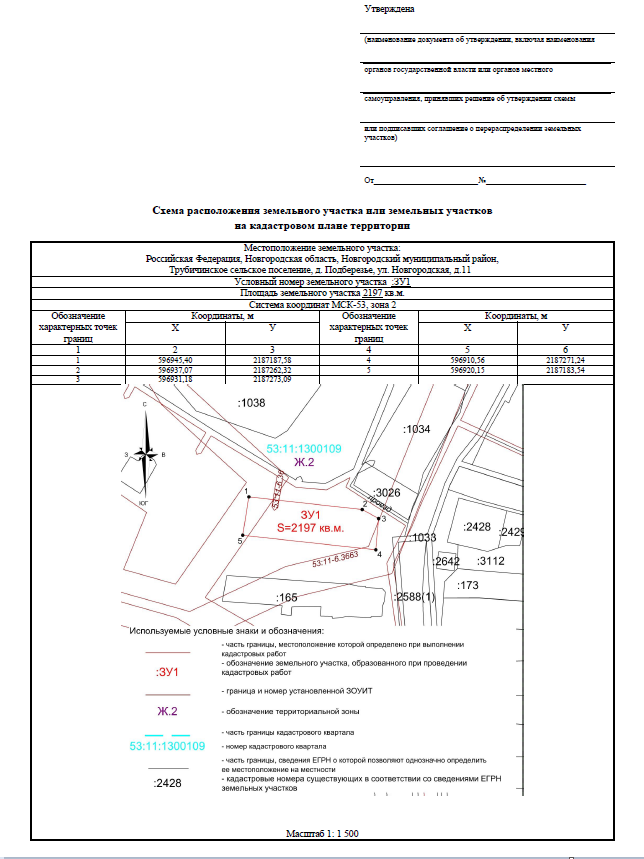 Утверждена
(наименование документа об утверждении, включая наименования
органов государственной власти или органов местного
самоуправления, принявших решение об утверждении схемы
или подписавших соглашение о перераспределении земельных
участков)
От №
Схема расположения земельного участка или земельных участков
на кадастровом плане территории
Местоположение земельного участка:
Российская Федерация, Новгородская область, Новгородский муниципальный район,
Трубичинское сельское поселение, д. Подберезье, ул. Новгородская, д.11
Условный номер земельного участка :ЗУ1
Площадь земельного участка 2197 кв.м.
Система координат МСК-53, зона 2
Обозначение характерных точек границ Координаты, м Обозначение характерных точек границ Координаты, м
X У X У
1 2 3 4 5 6
1 596945,40 2187187,58 4 596910,56 2187271,24
2 596937,07 2187262,32 5 596920,15 2187183,54
3 596931,18 2187273,09
:1038
:1034
С
З В
ЮГ
53:11:1300109
Ж.2
:3026
проезд
1
2
3
4
5
ЗУ1
S=2197 кв.м.
53:11-6.3663
:1033
:2428
:2429
:2642
:3112
:173
:165
:2588(1)
Используемые условные знаки и обозначения:
- часть границы, местоположение которой определено при выполнении
кадастровых работ
:ЗУ1
- обозначение земельного участка, образованного при проведении
кадастровых работ
- граница и номер установленной ЗОУИТ
Ж.2
- обозначение территориальной зоны
- часть границы кадастрового квартала
53:11:1300109
- номер кадастрового квартала
- часть границы, сведения ЕГРН о которой позволяют однозначно определить
ее местоположение на местности
:2428
- кадастровые номера существующих в соответствии со сведениями ЕГРН
земельных участков
Масштаб 1: 1 500